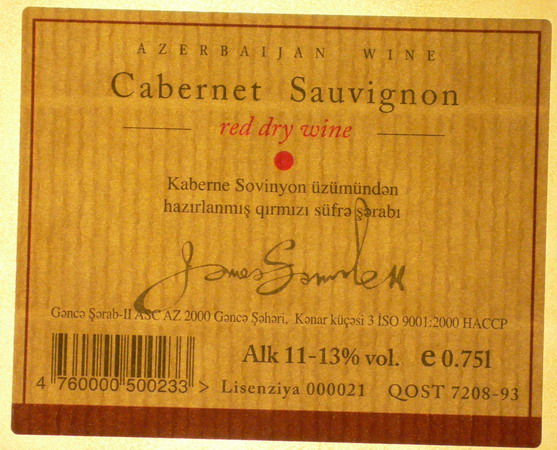 AZERBAIJAN WINE
Cabernet Sauvignon
red dry wine
Kaberne Sovinyon üzümündən
hazırlanmış qırmızı süfrə şərabı
Gəncə Şərab-II ASC AZ 2000 Gəncə Şəhəri, Kənar küçəsi 3 İSO 9001:2000 HACCP
Alk 11-13% vol. e 0.75l
4 760000 500233 > Lisenziya 000021 QOST 7208-93